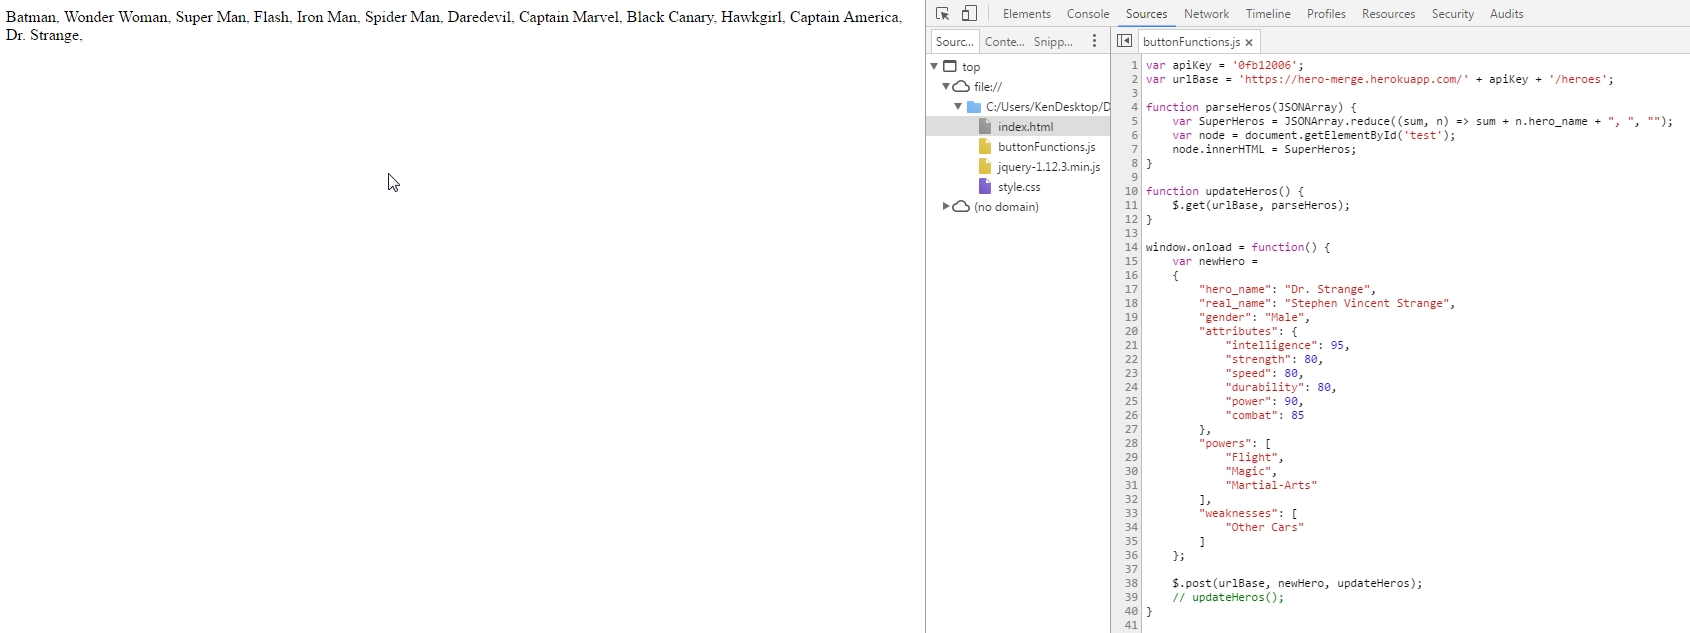 Batman, Wonder Woman, Super Man, Flash, Iron Man, Spider Man, Daredevil, Captain Marvel, Black Canary, Hawkgirl, Captain America,
Dr. Strange,
Elements Console Sources Network Timeline Profiles Resources Security Audits
Sourc... Conte... Snipp...
top
file://
C:/Users/KenDesktop/D
index.html
buttonFunctions.js
jquery-1.12.3.min.js
style.css
(no domain)
buttonFunctions.js ×
1 var apiKey = '0fb12006';
2 var urlBase = 'https://hero-merge.herokuapp.com/' + apiKey + '/heroes';
3
4 function parseHeros(JSONArray) {
5     var SuperHeros = JSONArray.reduce((sum, n) => sum + n.hero_name + ", ", "");
6     var node = document.getElementById('test');
7     node.innerHTML = SuperHeros;
8 }
9
10 function updateHeros() {
11     $.get(urlBase, parseHeros);
12 }
13
14 window.onload = function() {
15     var newHero =
16     {
17         "hero_name": "Dr. Strange",
18         "real_name": "Stephen Vincent Strange",
19         "gender": "Male",
20         "attributes": {
21             "intelligence": 95,
22             "strength": 80,
23             "speed": 80,
24             "durability": 80,
25             "power": 90,
26             "combat": 85
27         },
28         "powers": [
29             "Flight",
30             "Magic",
31             "Martial-Arts"
32         ],
33         "weaknesses": [
34             "Other Cars"
35         ]
36     };
37
38     $.post(urlBase, newHero, updateHeros);
39     // updateHeros();
40 }
41